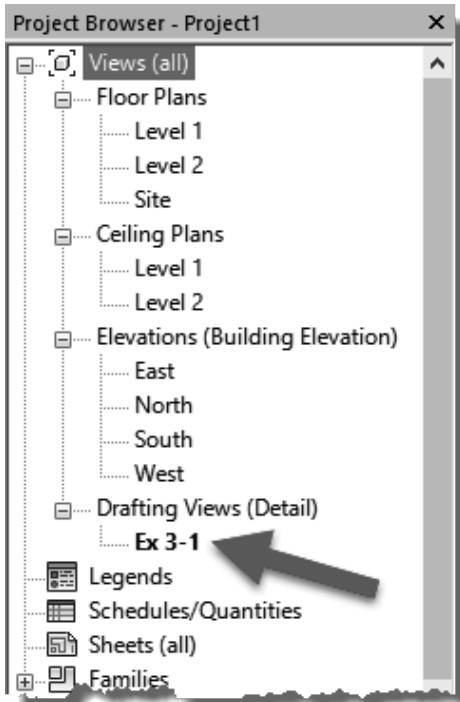 Project Browser - Project1
Views (all)
Floor Plans
Level 1
Level 2
Site
Ceiling Plans
Level 1
Level 2
Elevations (Building Elevation)
East
North
South
West
Drafting Views (Detail)
Ex 3-1
Legends
Schedules/Quantities
Sheets (all)
Families